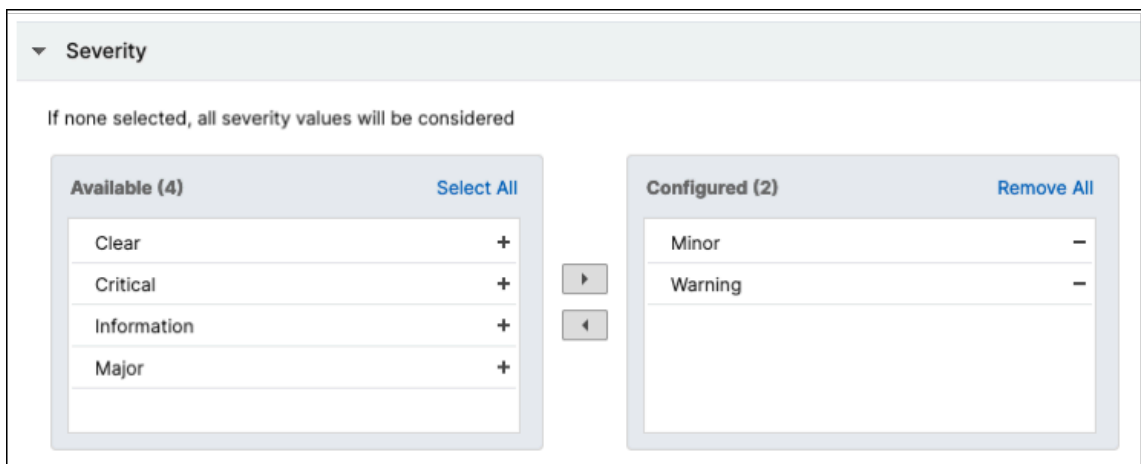 Severity
If none selected, all severity values will be considered
Available (4) Select All
Clear +
Critical +
Information +
Major +
Configured (2) Remove All
Minor −
Warning −